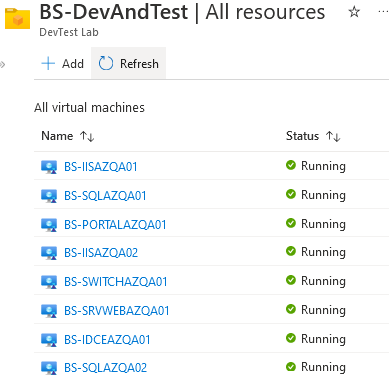 BS-DevAndTest | All resources
DevTest Lab
Add Refresh
All virtual machines
Name Status
BS-IISAZQA01 Running
BS-SQLAZQA01 Running
BS-PORTALAZQA01 Running
BS-IISAZQA02 Running
BS-SWITCHAZQA01 Running
BS-SRVWEBAZQA01 Running
BS-IDCEAZQA01 Running
BS-SQLAZQA02 Running